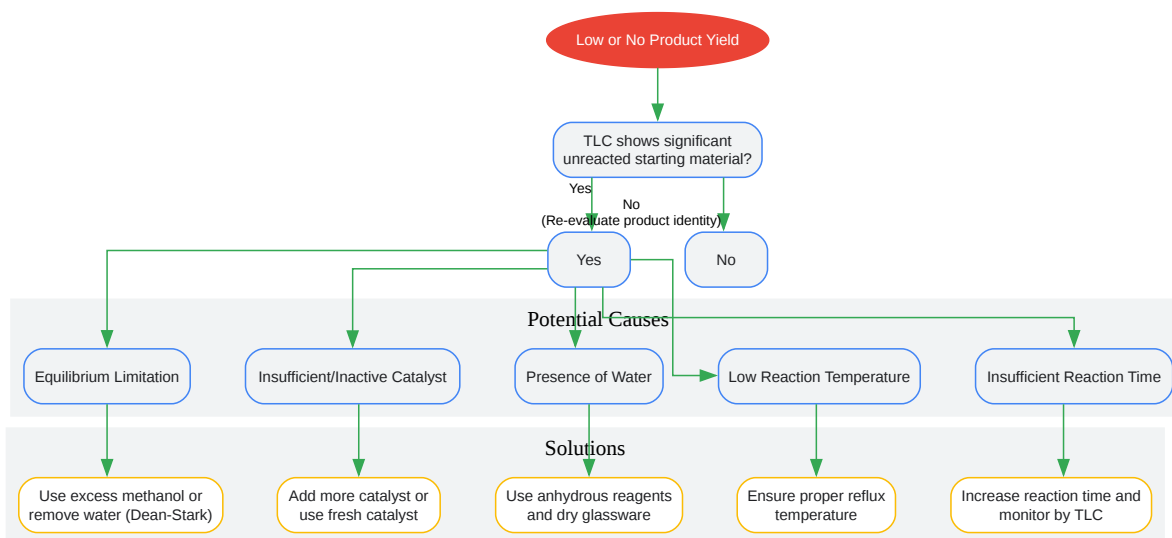 Low or No Product Yield
TLC shows significant
unreacted starting material?
Yes
No
(Re-evaluate product identity)
Yes
No
Potential Causes
Equilibrium Limitation
Insufficient/Inactive Catalyst
Presence of Water
Low Reaction Temperature
Insufficient Reaction Time
Solutions
Use excess methanol or
remove water (Dean-Stark)
Add more catalyst or
use fresh catalyst
Use anhydrous reagents
and dry glassware
Ensure proper reflux
temperature
Increase reaction time and
monitor by TLC